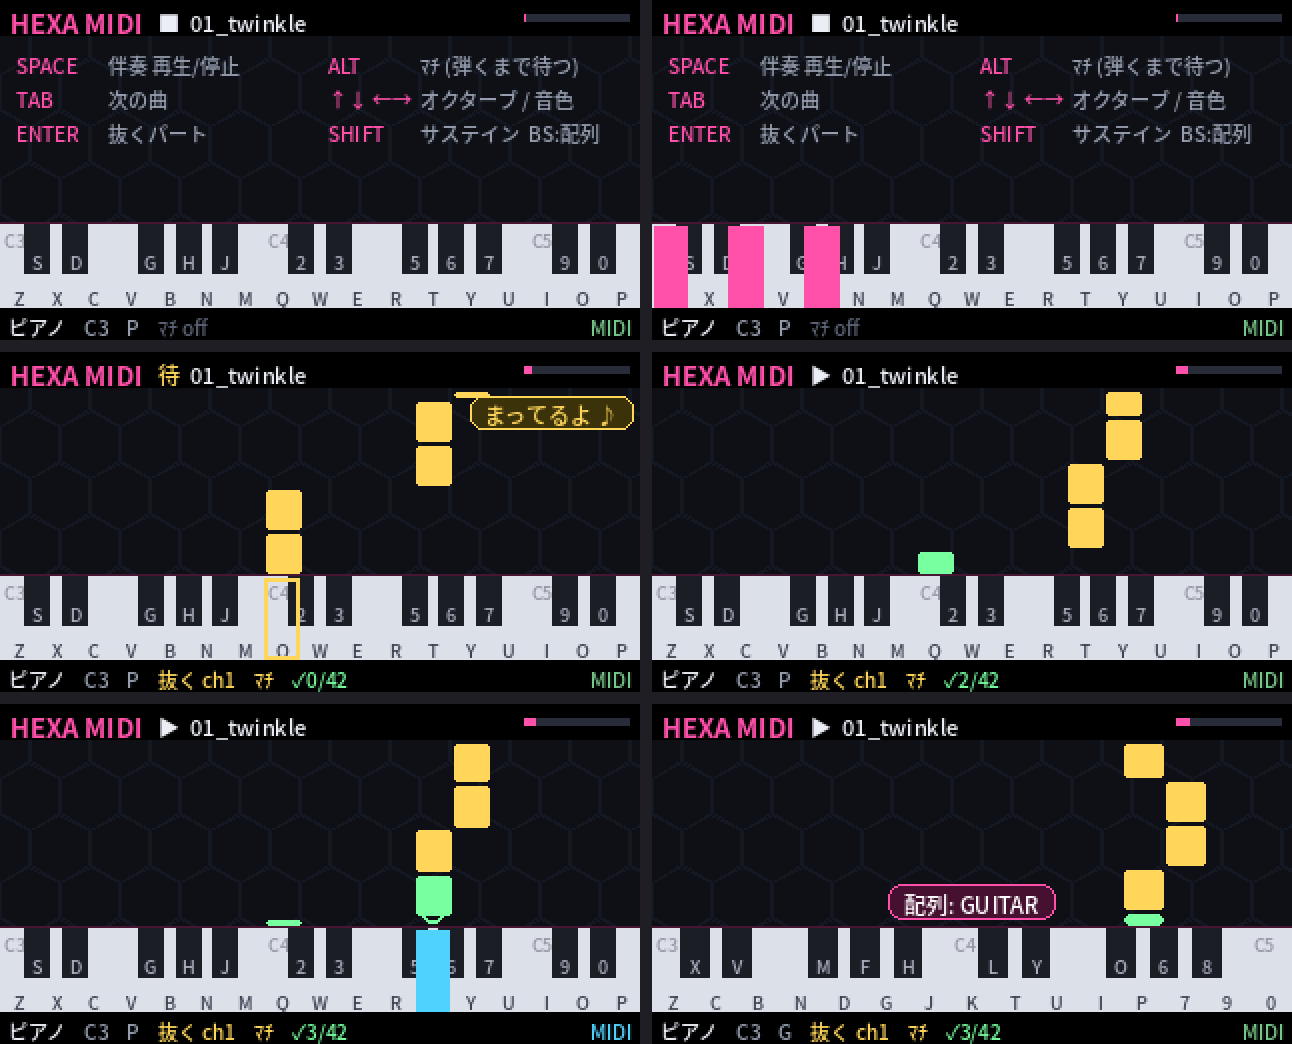 HEXA MIDI 01_twinkle
SPACE 伴奏 再生/停止 ALT ﾏﾁ (弾くまで待つ)
TAB 次の曲 ↑↓←→ オクターブ / 音色
ENTER 抜くパート SHIFT サステイン BS:配列
C3 C4 C5
S D G H J 2 3 5 6 7 9 0
Z X C V B N M Q W E R T Y U I O P
ピアノ C3 P ﾏﾁ off MIDI
HEXA MIDI 01_twinkle
SPACE 伴奏 再生/停止 ALT ﾏﾁ (弾くまで待つ)
TAB 次の曲 ↑↓←→ オクターブ / 音色
ENTER 抜くパート SHIFT サステイン BS:配列
C4 C5
S J 2 3 5 6 7 9 0
X V N M Q W E R T Y U I O P
ピアノ C3 P ﾏﾁ off MIDI
HEXA MIDI 待 01_twinkle
まってるよ ♪
C3 C4 C5
S D G H J 2 3 5 6 7 9 0
Z X C V B N M Q W E R T Y U I O P
ピアノ C3 P 抜く ch1 ﾏﾁ ✓0/42 MIDI
HEXA MIDI ▶ 01_twinkle
C3 C4 C5
S D G H J 2 3 5 6 7 9 0
Z X C V B N M Q W E R T Y U I O P
ピアノ C3 P 抜く ch1 ﾏﾁ ✓2/42 MIDI
HEXA MIDI ▶ 01_twinkle
C3 C4 C5
S D G H J 2 3 5 6 7 9 0
Z X C V B N M Q W E R Y U I O P
ピアノ C3 P 抜く ch1 ﾏﾁ ✓3/42 MIDI
HEXA MIDI ▶ 01_twinkle
配列: GUITAR
C3 C4 C5
X V M F H L Y O 6 8
Z C B N D G J K T U I P 7 9 0
ピアノ C3 G 抜く ch1 ﾏﾁ ✓3/42 MIDI